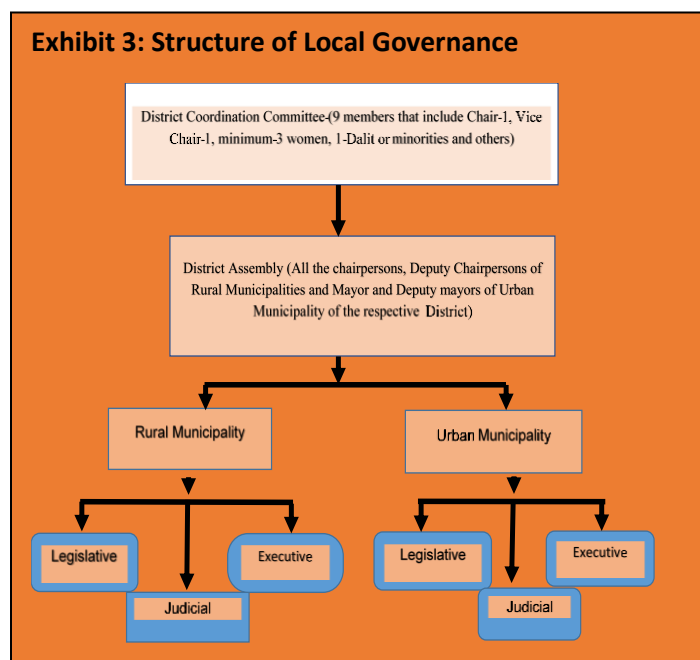 Exhibit 3: Structure of Local Governance
District Coordination Committee-(9 members that include Chair-1, Vice
Chair-1, minimum-3 women, 1-Dalit or minorities and others)
District Assembly (All the chairpersons, Deputy Chairpersons of
Rural Municipalities and Mayor and Deputy mayors of Urban
Municipality of the respective District)
Rural Municipality
Urban Municipality
Legislative
Executive
Judicial
Legislative
Executive
Judicial